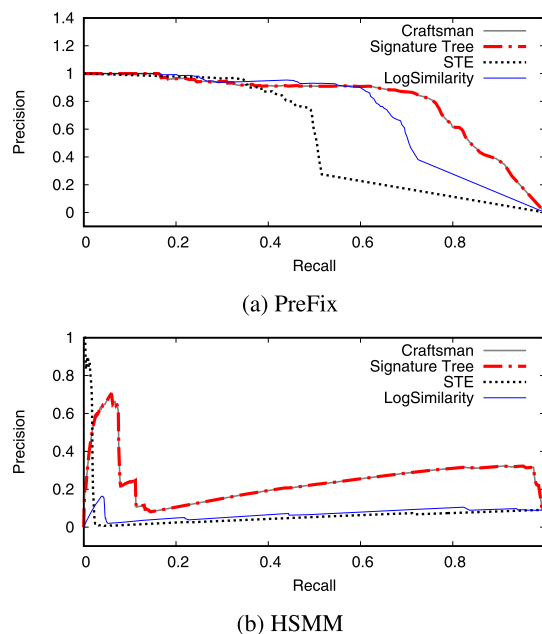 1.4
1.2
1
0.8
0.6
0.4
0.2
0
Precision
Craftsman
Signature Tree
STE
LogSimilarity
0 0.2 0.4 0.6 0.8
Recall
(a) PreFix
1
0.8
0.6
0.4
0.2
0
Precision
Craftsman
Signature Tree
STE
LogSimilarity
0 0.2 0.4 0.6 0.8
Recall
(b) HSMM